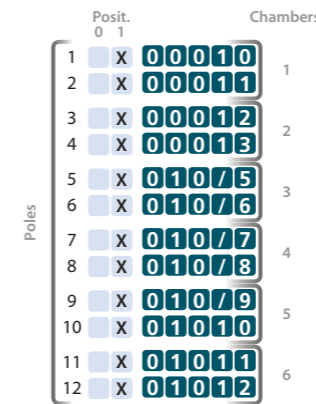 Posit. Chambers
0 1
1 X 00010
2 X 00011
1
3 X 00012
4 X 00013
2
5 X 010/5
6 X 010/6
3
7 X 010/7
8 X 010/8
4
9 X 010/9
10 X 01010
5
11 X 01011
12 X 01012
6
Poles